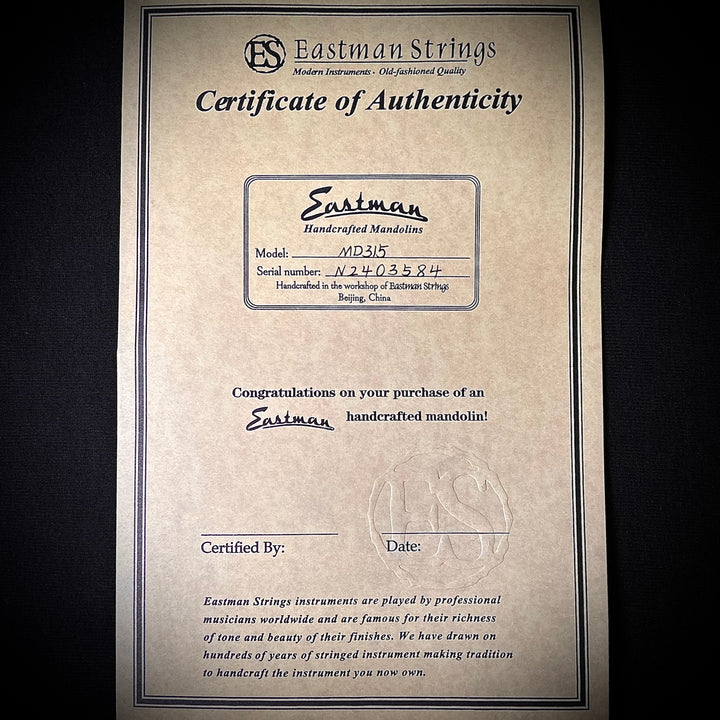 ES Eastman Strings
Modern Instruments · Old-fashioned Quality
Certificate of Authenticity
Eastman
Handcrafted Mandolins
Model: MD315
Serial number: N2403584
Handcrafted in the workshop of Eastman Strings
Beijing, China
Congratulations on your purchase of an
Eastman handcrafted mandolin!
ES
Certified By: Date:
Eastman Strings instruments are played by professional
musicians worldwide and are famous for their richness
of tone and beauty of their finishes. We have drawn on
hundreds of years of stringed instrument making tradition
to handcraft the instrument you now own.